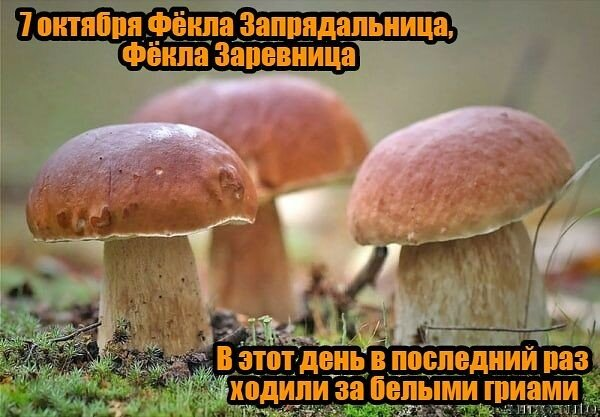 7 октября Фёкла Запрядальница,
Фёкла Заревница
В этот день в последний раз
ходили за белыми гриами